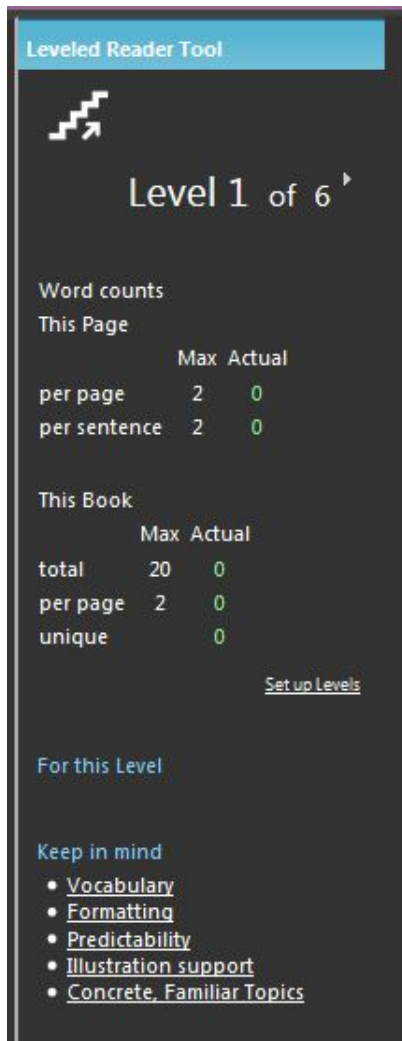 Leveled Reader Tool
Level 1 of 6
Word counts
This Page
Max Actual
per page 2 0
per sentence 2 0
This Book
Max Actual
total 20 0
per page 2 0
unique 0
Set up Levels
For this Level
Keep in mind
• Vocabulary
• Formatting
• Predictability
• Illustration support
• Concrete, Familiar Topics